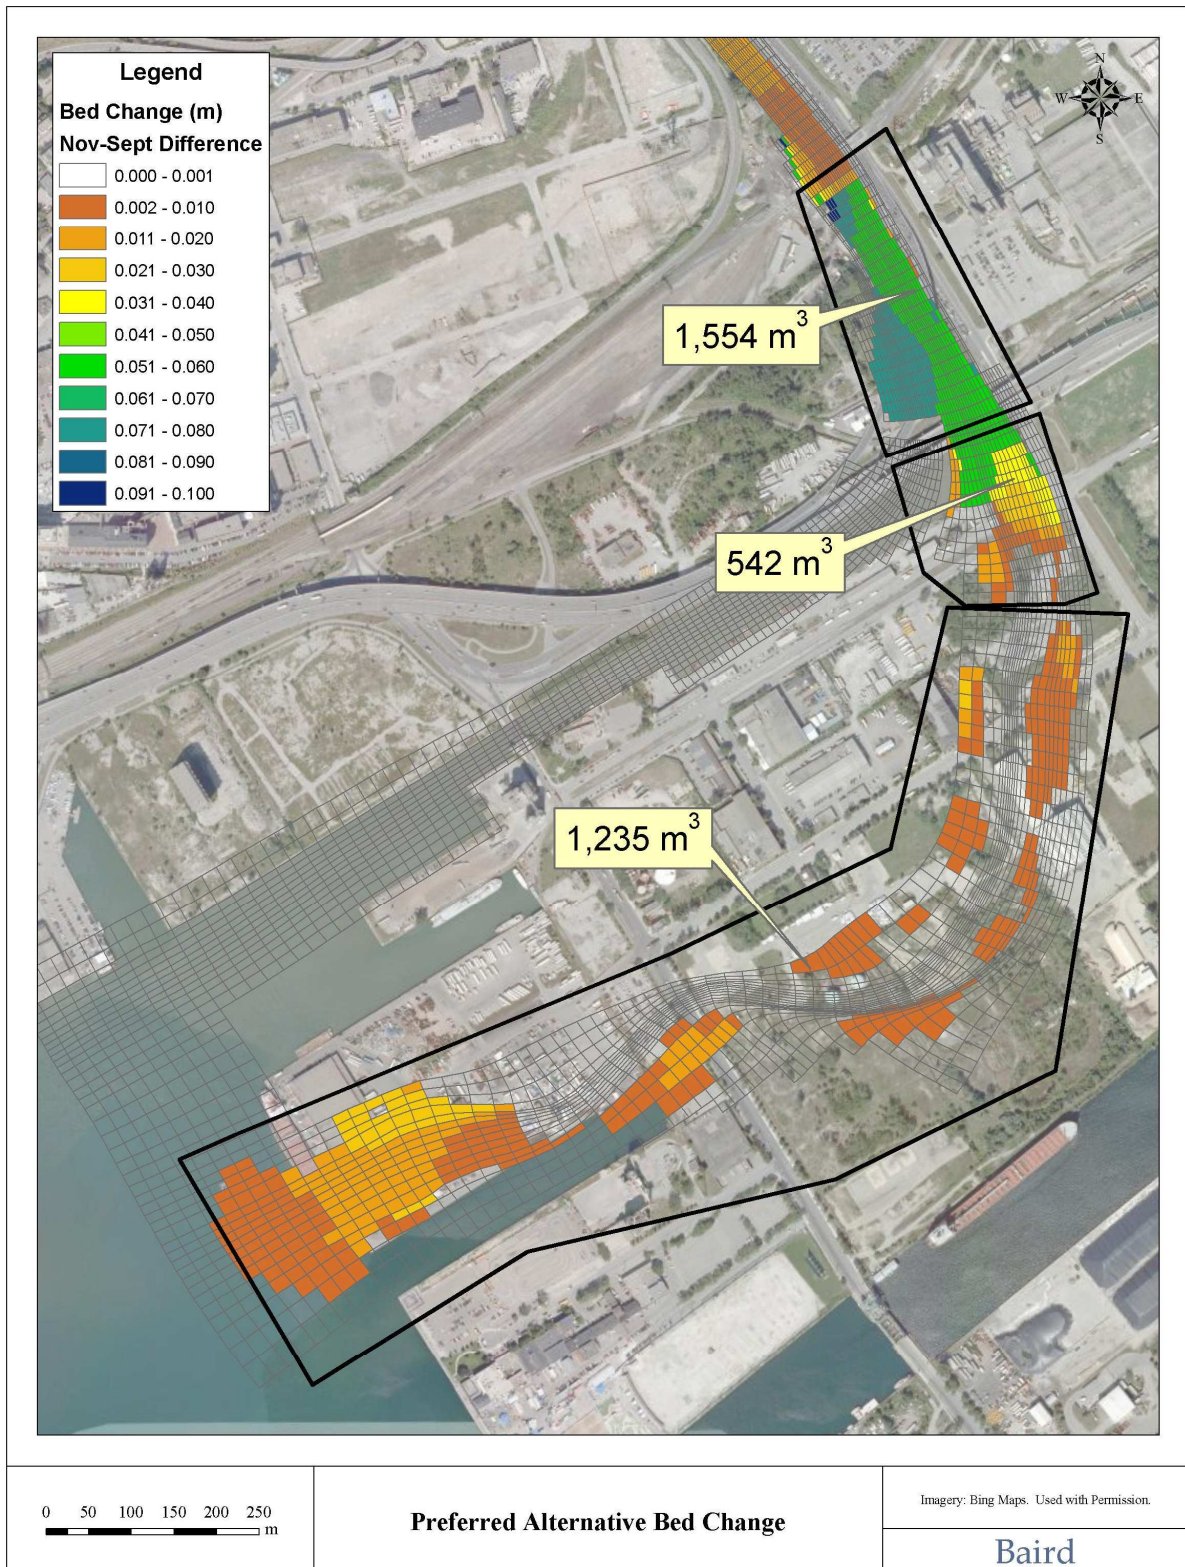 Legend
Bed Change (m)
Nov-Sept Difference
0.000 - 0.001
0.002 - 0.010
0.011 - 0.020
0.021 - 0.030
0.031 - 0.040
0.041 - 0.050
0.051 - 0.060
0.061 - 0.070
0.071 - 0.080
0.081 - 0.090
0.091 - 0.100
N
W E
S
1,554 m³
542 m³
1,235 m³
0 50 100 150 200 250
m
Preferred Alternative Bed Change
Imagery: Bing Maps. Used with Permission.
Baird